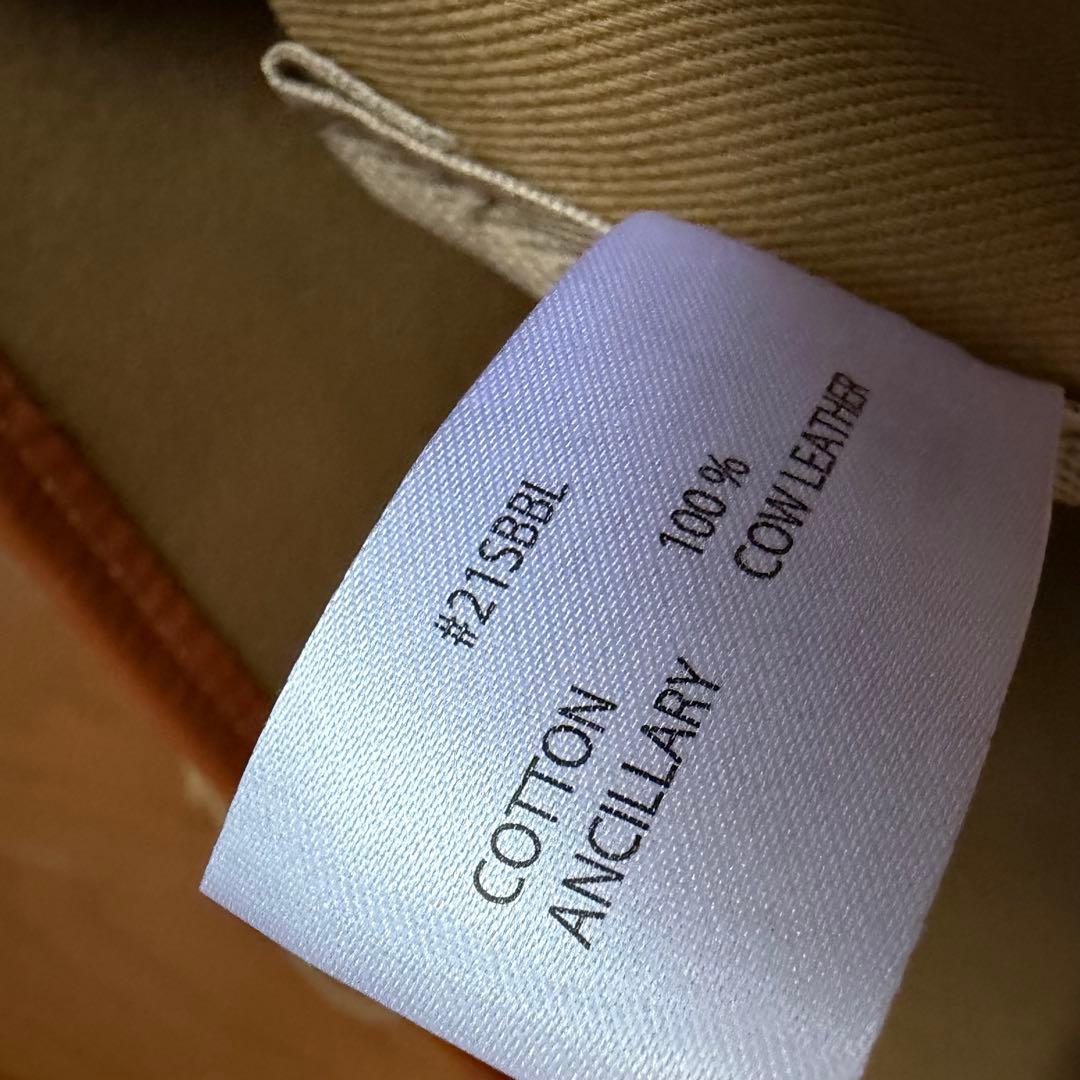 #21SBBL
COTTON 100 %
ANCILLARY COW LEATHER